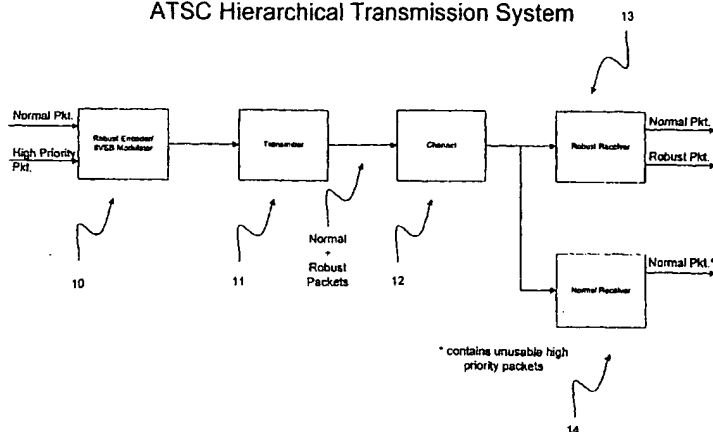 ATSC Hierarchical Transmission System
13
Normal Pkt.
High Priority
Pkt.
Robust Encoder/
8VSB Modulator
Transmitter
Channel
Robust Receiver
Normal Pkt.
Robust Pkt.
10
11
Normal
+
Robust
Packets
12
Normal Receiver
Normal Pkt.*
* contains unusable high
priority packets
14